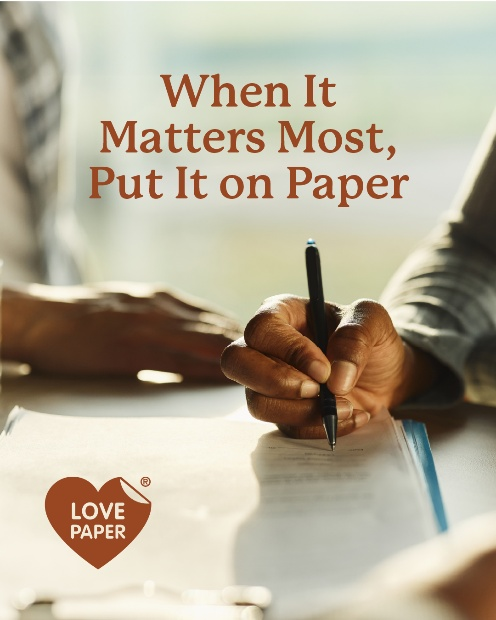 When It
Matters Most,
Put It on Paper
LOVE
PAPER
®